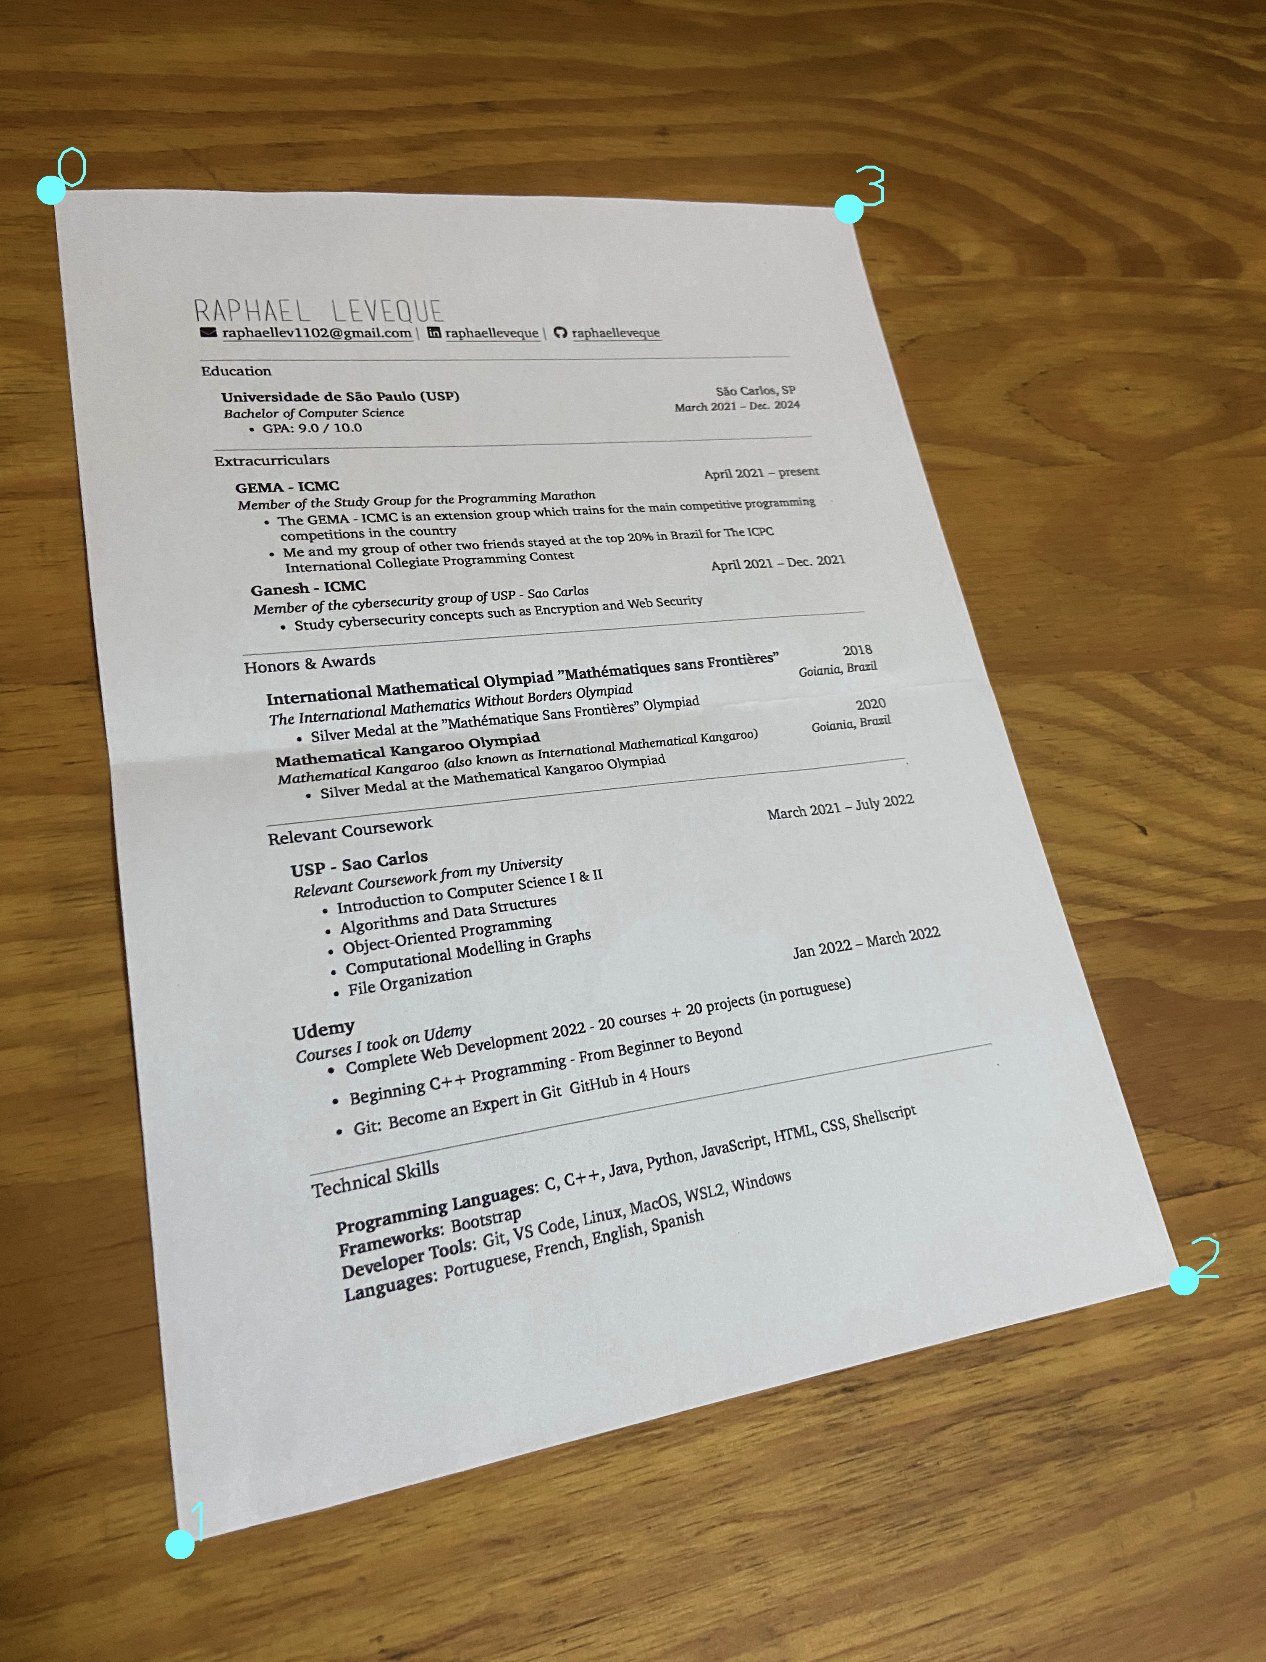 0
3
RAPHAEL LEVEQUE
raphaellev1102@gmail.com | in raphaelleveque | raphaelleveque
Education
Universidade de São Paulo (USP) São Carlos, SP
Bachelor of Computer Science March 2021 – Dec. 2024
• GPA: 9.0 / 10.0
Extracurriculars
GEMA - ICMC April 2021 – present
Member of the Study Group for the Programming Marathon
• The GEMA - ICMC is an extension group which trains for the main competitive programming
competitions in the country
• Me and my group of other two friends stayed at the top 20% in Brazil for The ICPC
International Collegiate Programming Contest
Ganesh - ICMC April 2021 – Dec. 2021
Member of the cybersecurity group of USP - Sao Carlos
• Study cybersecurity concepts such as Encryption and Web Security
Honors & Awards
International Mathematical Olympiad ”Mathématiques sans Frontières” 2018
The International Mathematics Without Borders Olympiad Goiania, Brazil
• Silver Medal at the ”Mathématique Sans Frontières” Olympiad
Mathematical Kangaroo Olympiad 2020
Mathematical Kangaroo (also known as International Mathematical Kangaroo) Goiania, Brazil
• Silver Medal at the Mathematical Kangaroo Olympiad
Relevant Coursework
USP - Sao Carlos March 2021 – July 2022
Relevant Coursework from my University
• Introduction to Computer Science I & II
• Algorithms and Data Structures
• Object-Oriented Programming
• Computational Modelling in Graphs
• File Organization
Udemy Jan 2022 – March 2022
Courses I took on Udemy
• Complete Web Development 2022 - 20 courses + 20 projects (in portuguese)
• Beginning C++ Programming - From Beginner to Beyond
• Git: Become an Expert in Git GitHub in 4 Hours
Technical Skills
Programming Languages: C, C++, Java, Python, JavaScript, HTML, CSS, Shellscript
Frameworks: Bootstrap
Developer Tools: Git, VS Code, Linux, MacOS, WSL2, Windows
Languages: Portuguese, French, English, Spanish
2
1